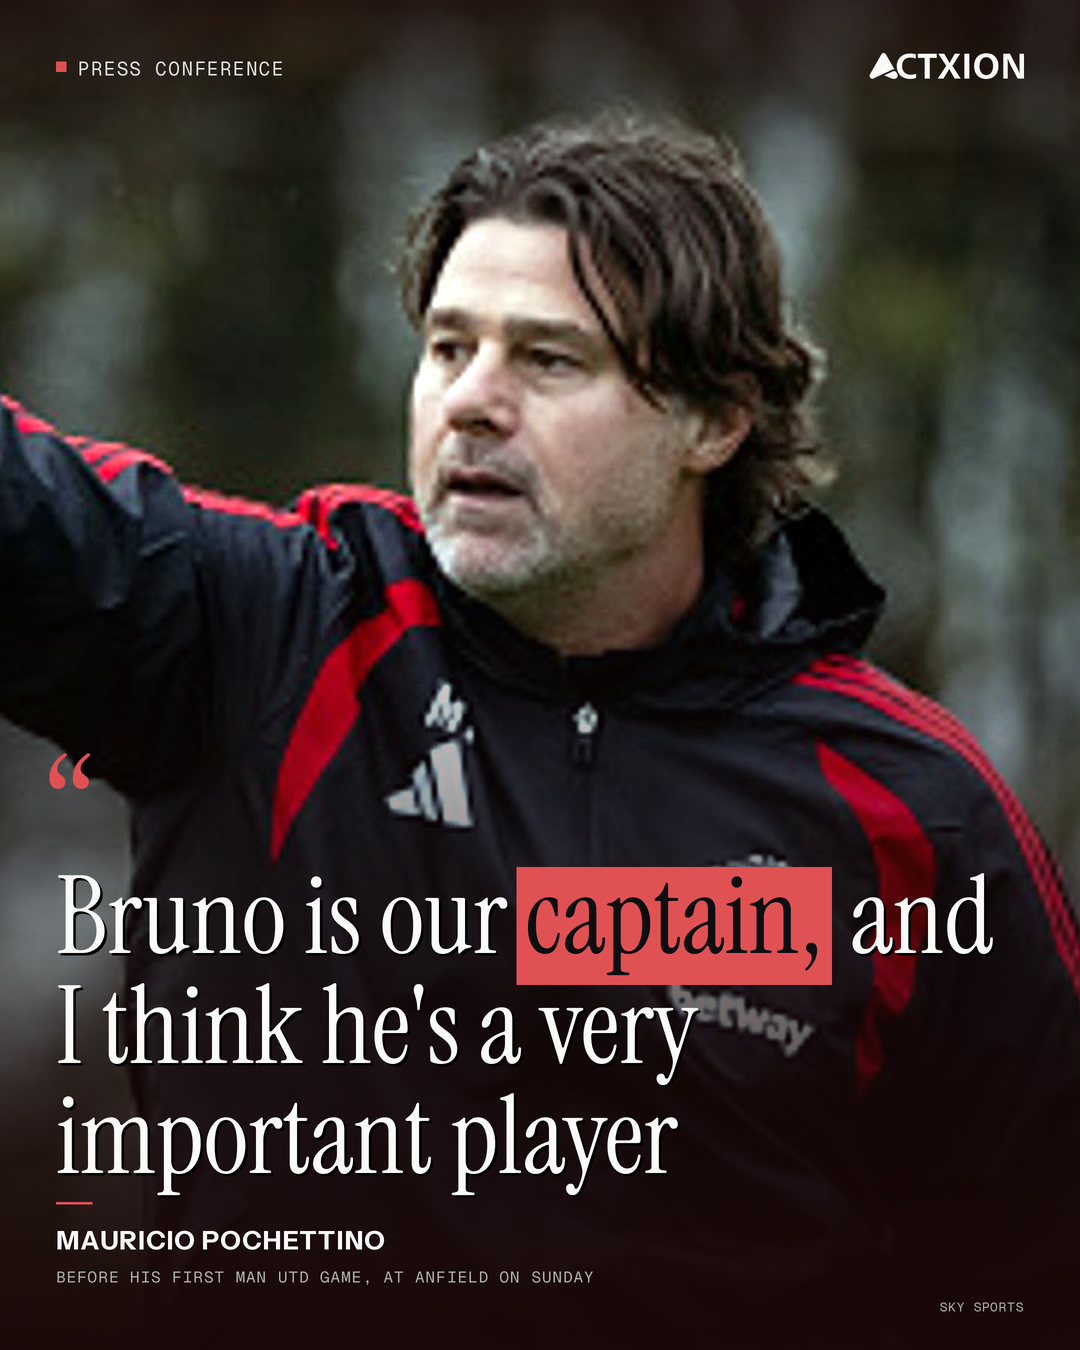 PRESS CONFERENCE
ACTXION
M.
“
Bruno is our captain, and
I think he's a very
important player
betway
MAURICIO POCHETTINO
BEFORE HIS FIRST MAN UTD GAME, AT ANFIELD ON SUNDAY
SKY SPORTS